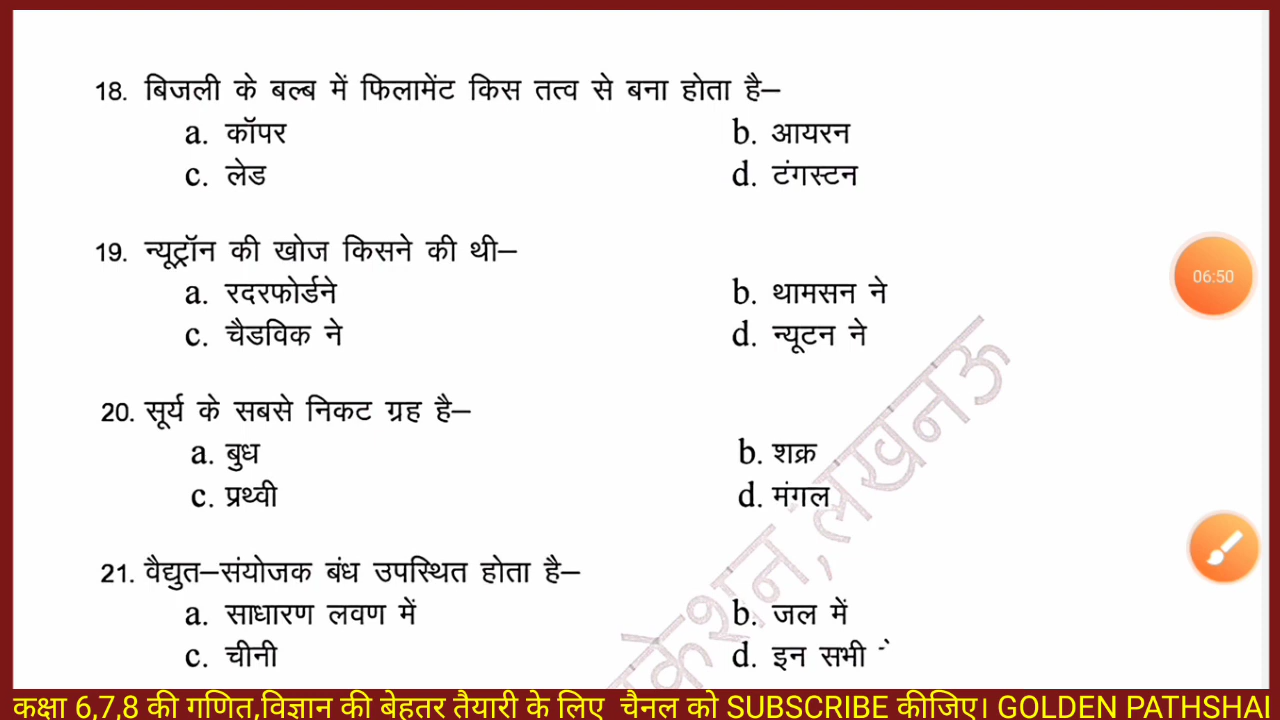 18. बिजली के बल्ब में फिलामेंट किस तत्व से बना होता है–
a. कॉपर b. आयरन
c. लेड d. टंगस्टन
19. न्यूट्रॉन की खोज किसने की थी–
a. रदरफोर्डने b. थामसन ने
c. चैडविक ने d. न्यूटन ने
06:50
20. सूर्य के सबसे निकट ग्रह है–
a. बुध b. शक्र
c. प्रथ्वी d. मंगल
21. वैद्युत–संयोजक बंध उपस्थित होता है–
a. साधारण लवण में b. जल में
c. चीनी d. इन सभी
केशन, लखनऊ
कक्षा 6,7,8 की गणित,विज्ञान की बेहतर तैयारी के लिए चैनल को SUBSCRIBE कीजिए। GOLDEN PATHSHAI